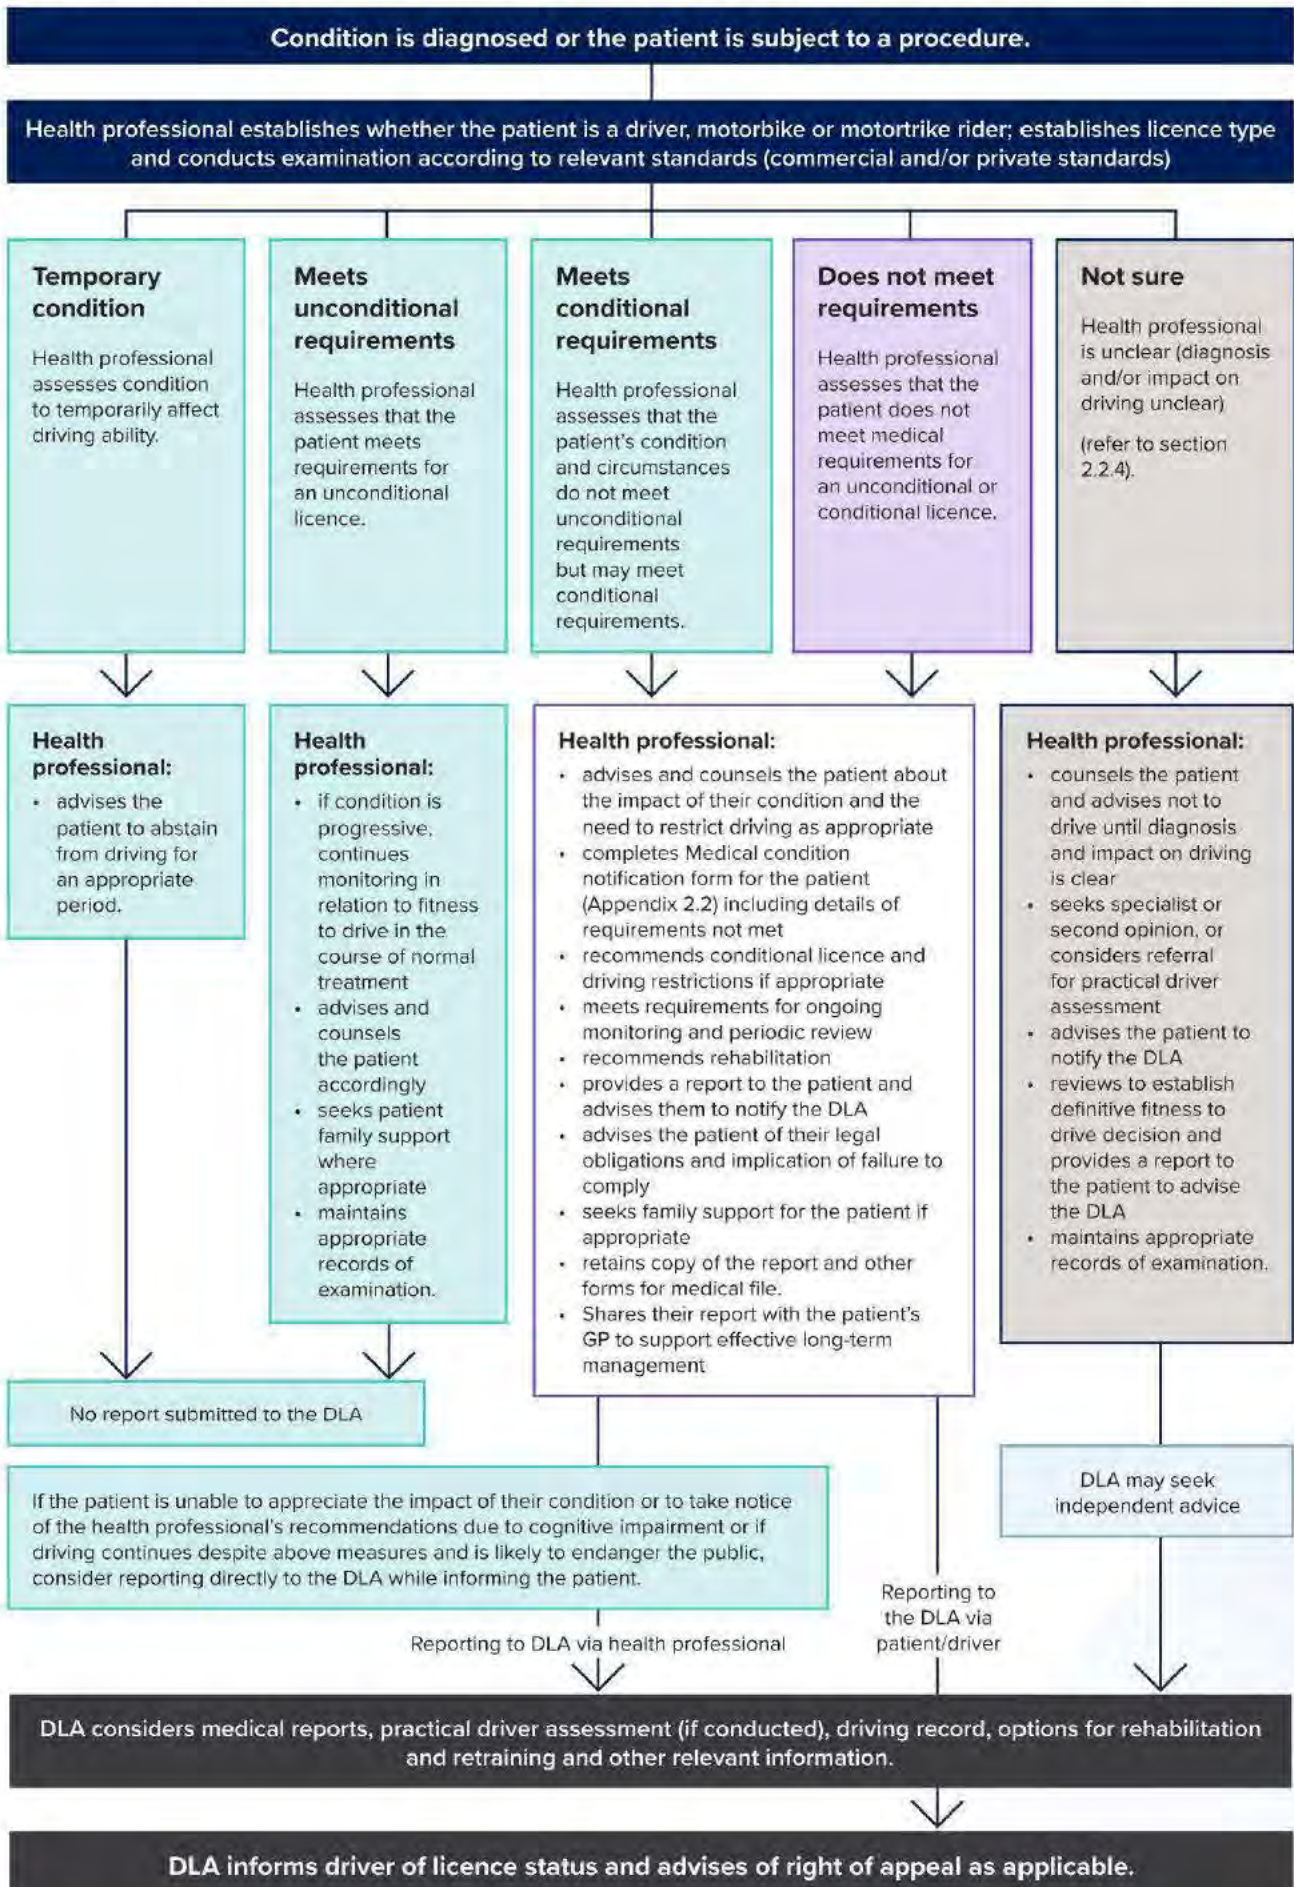 Condition is diagnosed or the patient is subject to a procedure.
Health professional establishes whether the patient is a driver, motorbike or motortrike rider; establishes licence type
and conducts examination according to relevant standards (commercial and/or private standards)
Temporary
condition
Health professional
assesses condition
to temporarily affect
driving ability.
Meets
unconditional
requirements
Health professional
assesses that the
patient meets
requirements for
an unconditional
licence.
Meets
conditional
requirements
Health professional
assesses that the
patient's condition
and circumstances
do not meet
unconditional
requirements
but may meet
conditional
requirements.
Does not meet
requirements
Health professional
assesses that the
patient does not
meet medical
requirements for
an unconditional or
conditional licence.
Not sure
Health professional
is unclear (diagnosis
and/or impact on
driving unclear)
(refer to section
2.2.4).
Health
professional:
• advises the
patient to abstain
from driving for
an appropriate
period.
Health
professional:
• if condition is
progressive,
continues
monitoring in
relation to fitness
to drive in the
course of normal
treatment
• advises and
counsels
the patient
accordingly
• seeks patient
family support
where
appropriate
• maintains
appropriate
records of
examination.
Health professional:
• advises and counsels the patient about
the impact of their condition and the
need to restrict driving as appropriate
• completes Medical condition
notification form for the patient
(Appendix 2.2) including details of
requirements not met
• recommends conditional licence and
driving restrictions if appropriate
• meets requirements for ongoing
monitoring and periodic review
• recommends rehabilitation
• provides a report to the patient and
advises them to notify the DLA
• advises the patient of their legal
obligations and implication of failure to
comply
• seeks family support for the patient if
appropriate
• retains copy of the report and other
forms for medical file.
• Shares their report with the patient's
GP to support effective long-term
management
Health professional:
• counsels the patient
and advises not to
drive until diagnosis
and impact on driving
is clear
• seeks specialist or
second opinion, or
considers referral
for practical driver
assessment
• advises the patient to
notify the DLA
• reviews to establish
definitive fitness to
drive decision and
provides a report to
the patient to advise
the DLA
• maintains appropriate
records of examination.
No report submitted to the DLA
If the patient is unable to appreciate the impact of their condition or to take notice
of the health professional's recommendations due to cognitive impairment or if
driving continues despite above measures and is likely to endanger the public,
consider reporting directly to the DLA while informing the patient.
DLA may seek
independent advice
Reporting to DLA via health professional
Reporting to
the DLA via
patient/driver
DLA considers medical reports, practical driver assessment (if conducted), driving record, options for rehabilitation
and retraining and other relevant information.
DLA informs driver of licence status and advises of right of appeal as applicable.